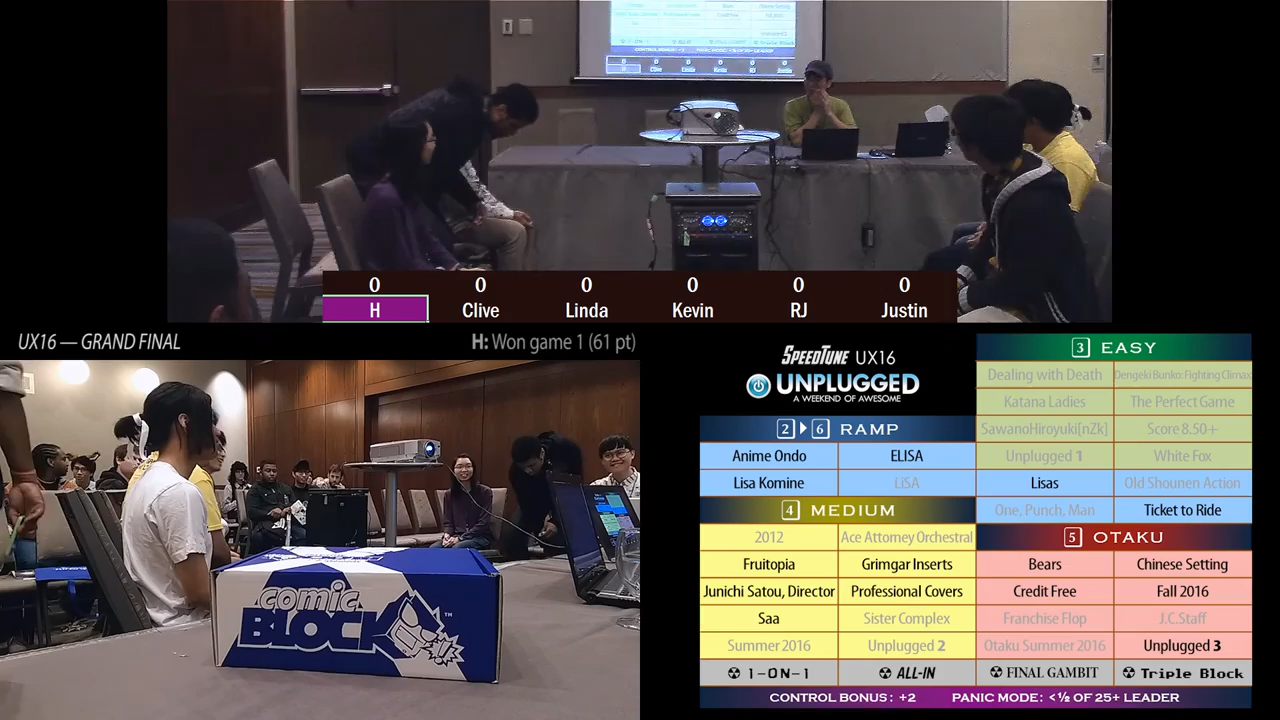 0 0 0 0 0 0
H Clive Linda Kevin RJ Justin
UX16 — GRAND FINAL
H: Won game 1 (61 pt)
comic
BLOCK
SPEEDTUNE UX16
UNPLUGGED
A WEEKEND OF AWESOME
2 6 RAMP
Anime Ondo ELISA
Lisa Komine LiSA
4 MEDIUM
2012 Ace Attorney Orchestral
Fruitopia Grimgar Inserts
Junichi Satou, Director Professional Covers
Saa Sister Complex
Summer 2016 Unplugged 2
3 EASY
Dealing with Death Dengeki Bunko: Fighting Climax
Katana Ladies The Perfect Game
SawanoHiroyuki[nZk] Score 8.50+
Unplugged 1 White Fox
Lisas Old Shounen Action
One, Punch, Man Ticket to Ride
5 OTAKU
Bears Chinese Setting
Credit Free Fall 2016
Franchise Flop J.C.Staff
Otaku Summer 2016 Unplugged 3
1-ON-1 ALL-IN FINAL GAMBIT Triple Block
CONTROL BONUS: +2 PANIC MODE: <½ OF 25+ LEADER